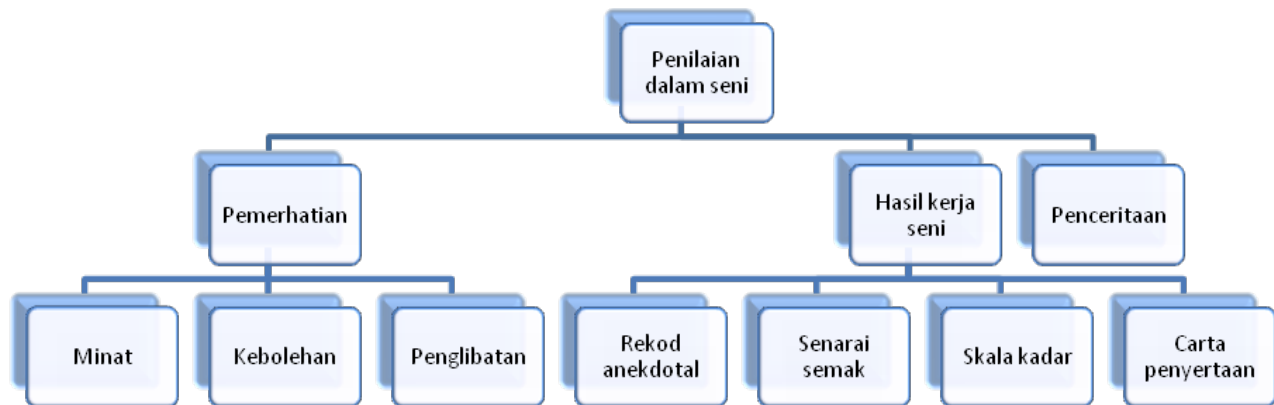 Penilaian
dalam seni
Pemerhatian
Hasil kerja
seni
Penceritaan
Minat
Kebolehan
Penglibatan
Rekod
anekdotal
Senarai
semak
Skala kadar
Carta
penyertaan